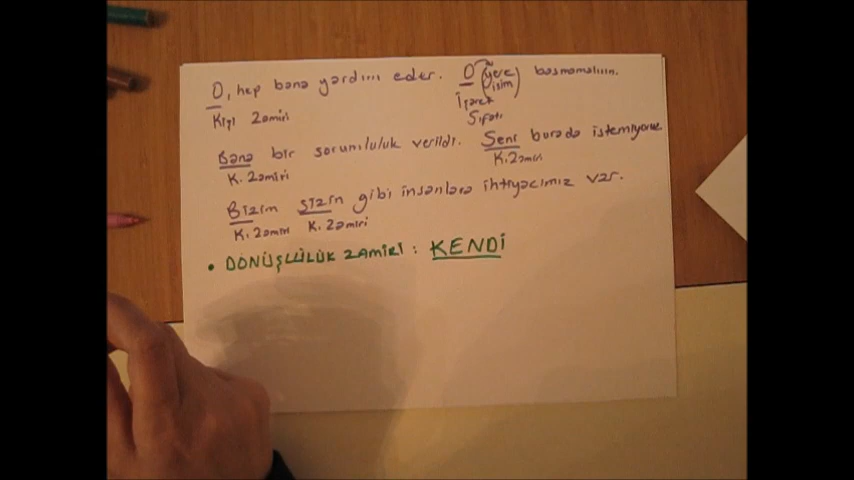 O, hep bana yardım eder. O (yere isim) basmamalısın.
Kişi Zamiri İşaret Sıfatı
Bana bir sorumluluk verildi. Seni burada istemiyoruz.
K. Zamiri K. Zamiri
Bizim sizin gibi insanlara ihtiyacımız var.
K. Zamiri K. Zamiri
• DÖNÜŞLÜLÜK ZAMİRİ : KENDİ